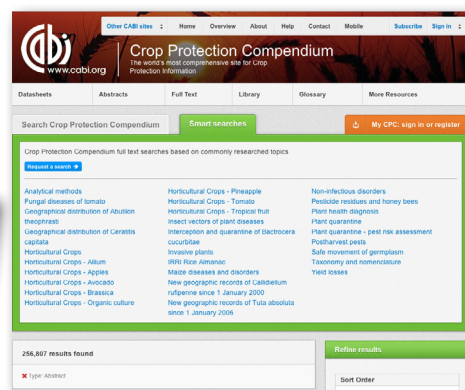 Other CABI sites Home Overview About Help Contact Mobile Subscribe Sign in
cabi
www.cabi.org
Crop Protection Compendium
The world's most comprehensive site for Crop
Protection Information
Datasheets Abstracts Full Text Library Glossary More Resources
Search Crop Protection Compendium Smart searches My CPC: sign in or register
Crop Protection Compendium full text searches based on commonly researched topics
Request a search
Analytical methods
Fungal diseases of tomato
Geographical distribution of Abution
theophrasti
Geographical distribution of Ceratitis
capitata
Horticultural Crops
Horticultural Crops - Allium
Horticultural Crops - Apples
Horticultural Crops - Avocado
Horticultural Crops - Brassica
Horticultural Crops - Organic culture
Horticultural Crops - Pineapple
Horticultural Crops - Tomato
Horticultural Crops - Tropical fruit
Insect vectors of plant diseases
Interception and quarantine of Bactrocera
cucurbitae
Invasive plants
IRRI Rice Almanac
Maize diseases and disorders
New geographic records of Callidiellum
rufipenne since 1 January 2000
New geographic records of Tuta absoluta
since 1 January 2006
Non-infectious disorders
Pesticide residues and honey bees
Plant health diagnosis
Plant quarantine
Plant quarantine - pest risk assessment
Postharvest pests
Safe movement of germplasm
Taxonomy and nomenclature
Yield losses
256,807 results found
Type: Abstract
Refine results
Sort Order